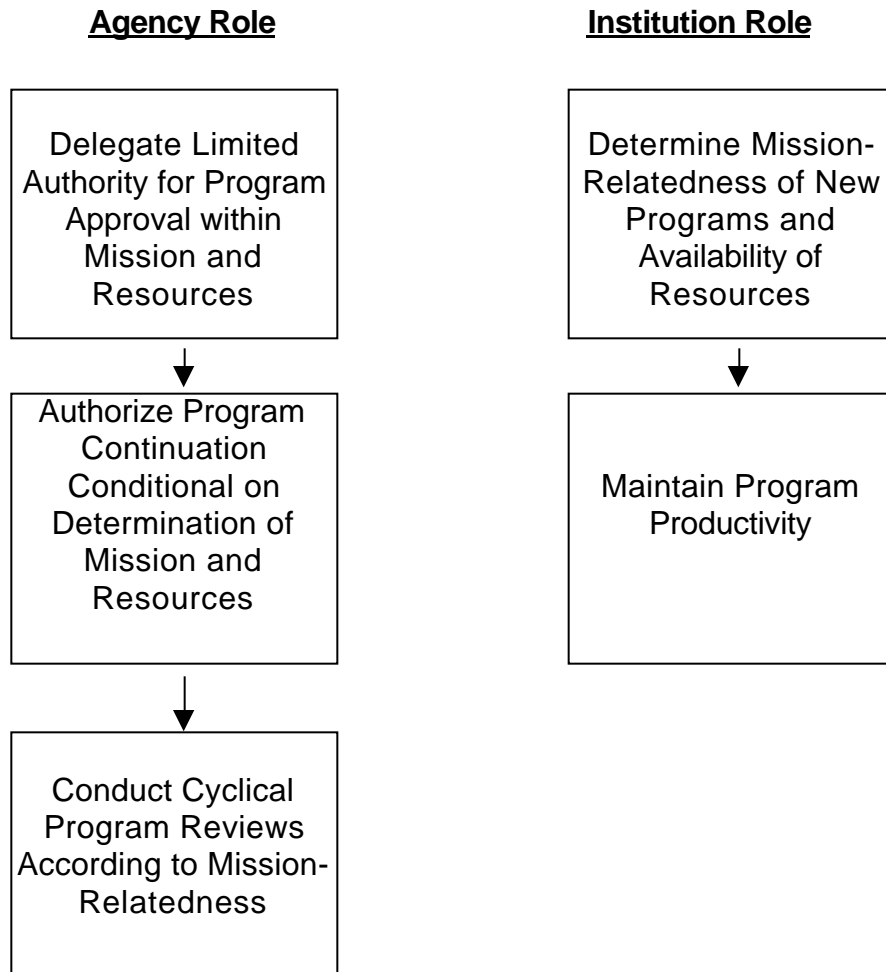 Agency Role
Institution Role
Delegate Limited
Authority for Program
Approval within
Mission and
Resources
Determine Mission-
Relatedness of New
Programs and
Availability of
Resources
Authorize Program
Continuation
Conditional on
Determination of
Mission and
Resources
Maintain Program
Productivity
Conduct Cyclical
Program Reviews
According to Mission-
Relatedness